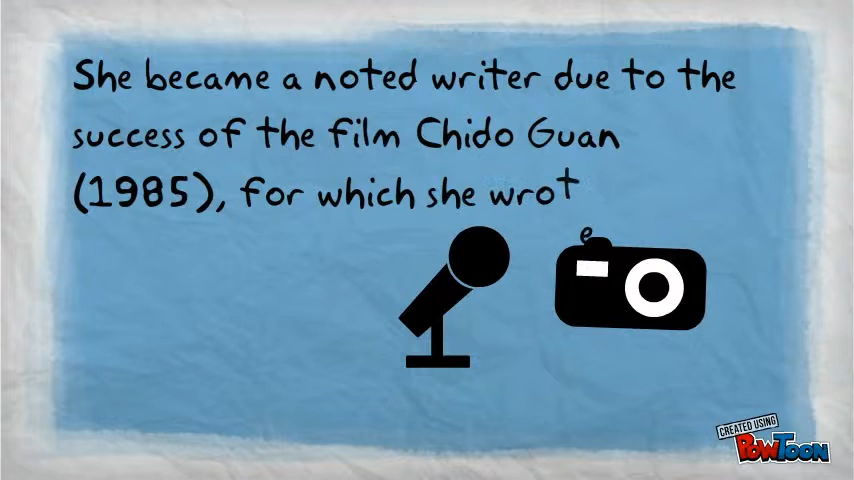 She became a noted writer due to the
success of the film Chido Guan
(1985), for which she wrote
CREATED USING
POWTOON